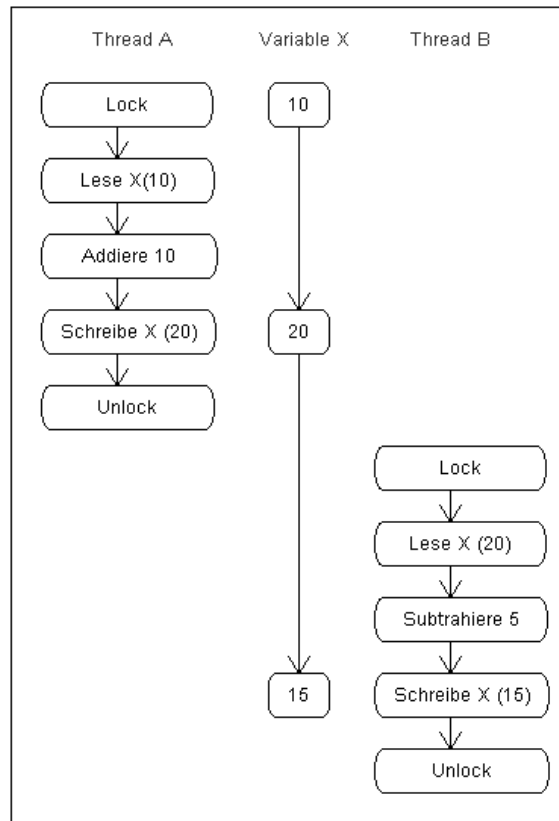 Thread A
Variable X
Thread B
Lock
10
Lese X(10)
Addiere 10
Schreibe X (20)
20
Unlock
Lock
Lese X (20)
Subtrahiere 5
15
Schreibe X (15)
Unlock